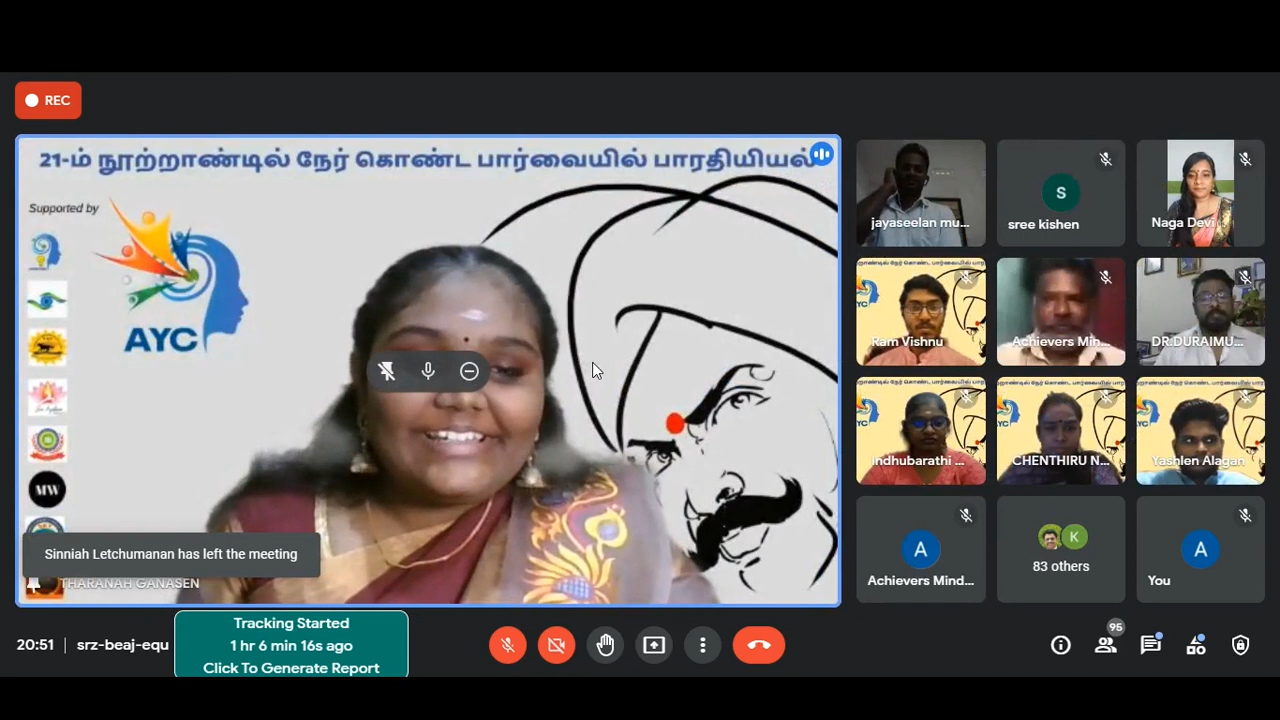 REC
21-ம் நூற்றாண்டில் நேர் கொண்ட பார்வையில் பாரதியியல்
Supported by
AYC
MW
Sinniah Letchumanan has left the meeting
THARANAH GANASEN
jayaseelan mu...
S
sree kishen
Naga Devi
Ram Vishnu
Achievers Min...
DR.DURAIMU...
Indhubarathi ...
CHENTHIRU N...
Yashlen Alagan
A
Achievers Mind...
K
83 others
A
You
20:51
srz-beaj-equ
Tracking Started
1 hr 6 min 16s ago
Click To Generate Report
95